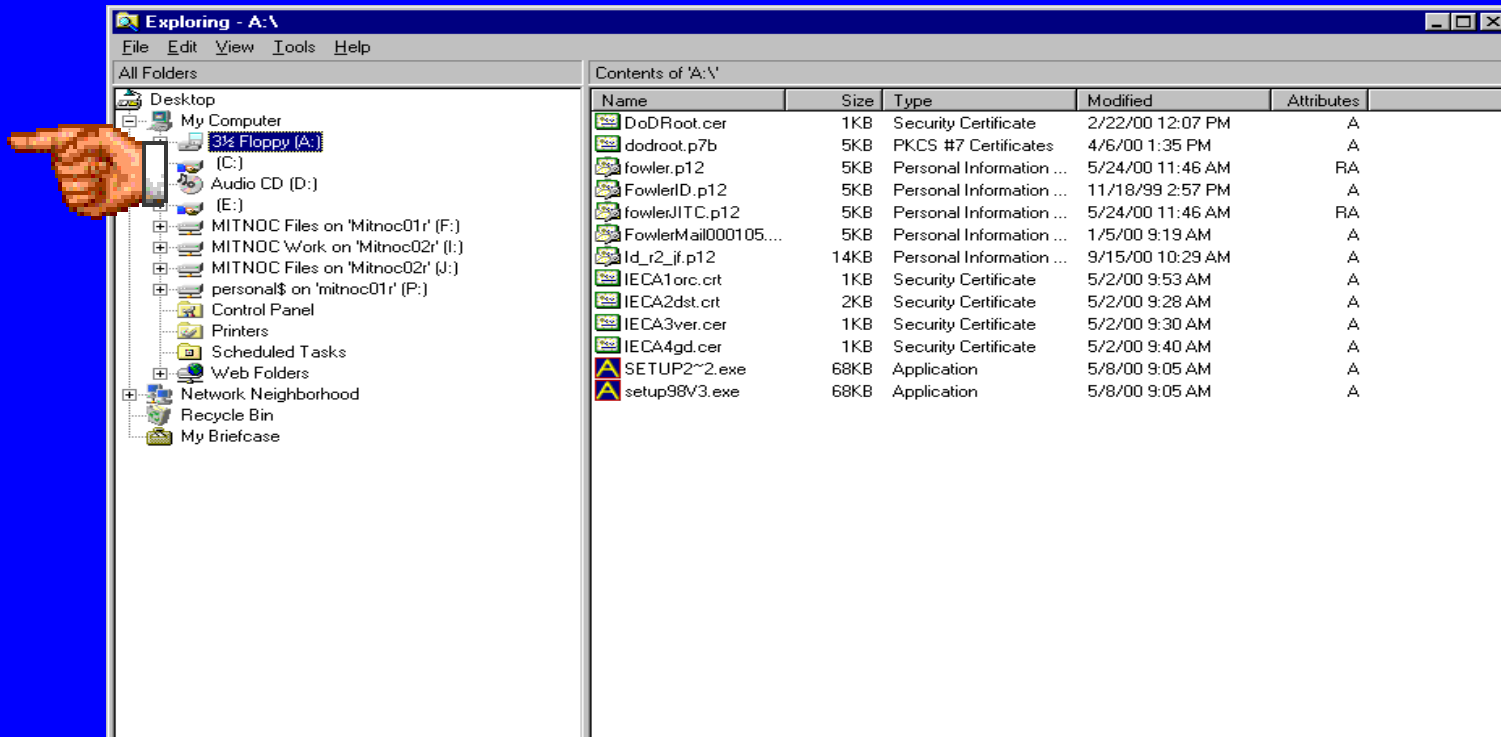 Exploring - A:\
File Edit View Tools Help
All Folders
Contents of 'A:\'
Desktop
My Computer
3½ Floppy (A:)
(C:)
Audio CD (D:)
(E:)
MITNOC Files on 'Mitnoc01r' (F:)
MITNOC Work on 'Mitnoc02r' (I:)
MITNOC Files on 'Mitnoc02r' (J:)
personal$ on 'mitnoc01r' (P:)
Control Panel
Printers
Scheduled Tasks
Web Folders
Network Neighborhood
Recycle Bin
My Briefcase
Name Size Type Modified Attributes
DoDRoot.cer 1KB Security Certificate 2/22/00 12:07 PM A
dodroot.p7b 5KB PKCS #7 Certificates 4/6/00 1:35 PM A
fowler.p12 5KB Personal Information ... 5/24/00 11:46 AM RA
FowlerID.p12 5KB Personal Information ... 11/18/99 2:57 PM A
fowlerJITC.p12 5KB Personal Information ... 5/24/00 11:46 AM RA
FowlerMail000105.... 5KB Personal Information ... 1/5/00 9:19 AM A
Id_r2_jf.p12 14KB Personal Information ... 9/15/00 10:29 AM A
IECA1orc.crt 1KB Security Certificate 5/2/00 9:53 AM A
IECA2dst.crt 2KB Security Certificate 5/2/00 9:28 AM A
IECA3ver.cer 1KB Security Certificate 5/2/00 9:30 AM A
IECA4gd.cer 1KB Security Certificate 5/2/00 9:40 AM A
SETUP2~2.exe 68KB Application 5/8/00 9:05 AM A
setup98V3.exe 68KB Application 5/8/00 9:05 AM A